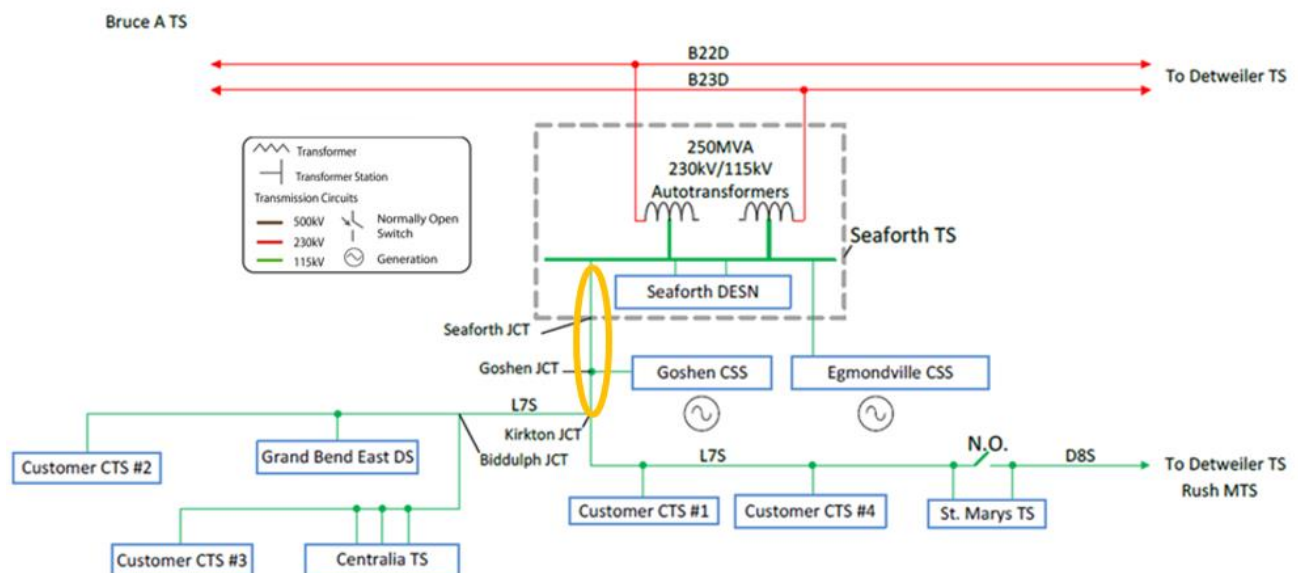 Bruce A TS
B22D
B23D
To Detweiler TS
Transformer
Transformer Station
Transmission Circuits
500kV
230kV
115kV
Normally Open
Switch
Generation
250MVA
230kV/115kV
Autotransformers
Seaforth TS
Seaforth DESN
Seaforth JCT
Goshen JCT
Goshen CSS
Egmondville CSS
L7S
Kirkton JCT
Biddulph JCT
Customer CTS #2
Grand Bend East DS
L7S
N.O.
D8S
To Detweiler TS
Rush MTS
Customer CTS #1
Customer CTS #4
St. Marys TS
Customer CTS #3
Centralia TS